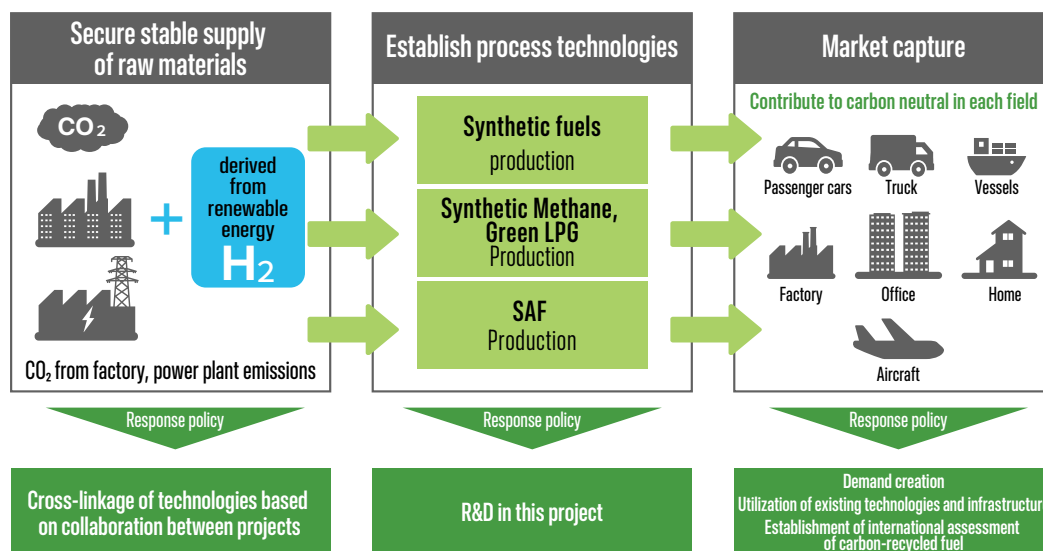 Secure stable supply
of raw materials
CO₂
+
derived
from
renewable
energy
H₂
CO₂ from factory, power plant emissions
Response policy
Cross-linkage of technologies based
on collaboration between projects
Establish process technologies
Synthetic fuels
production
Synthetic Methane,
Green LPG
Production
SAF
Production
Response policy
R&D in this project
Market capture
Contribute to carbon neutral in each field
Passenger cars
Truck
Vessels
Factory
Office
Home
Aircraft
Response policy
Demand creation
Utilization of existing technologies and infrastructur
Establishment of international assessment
of carbon-recycled fuel